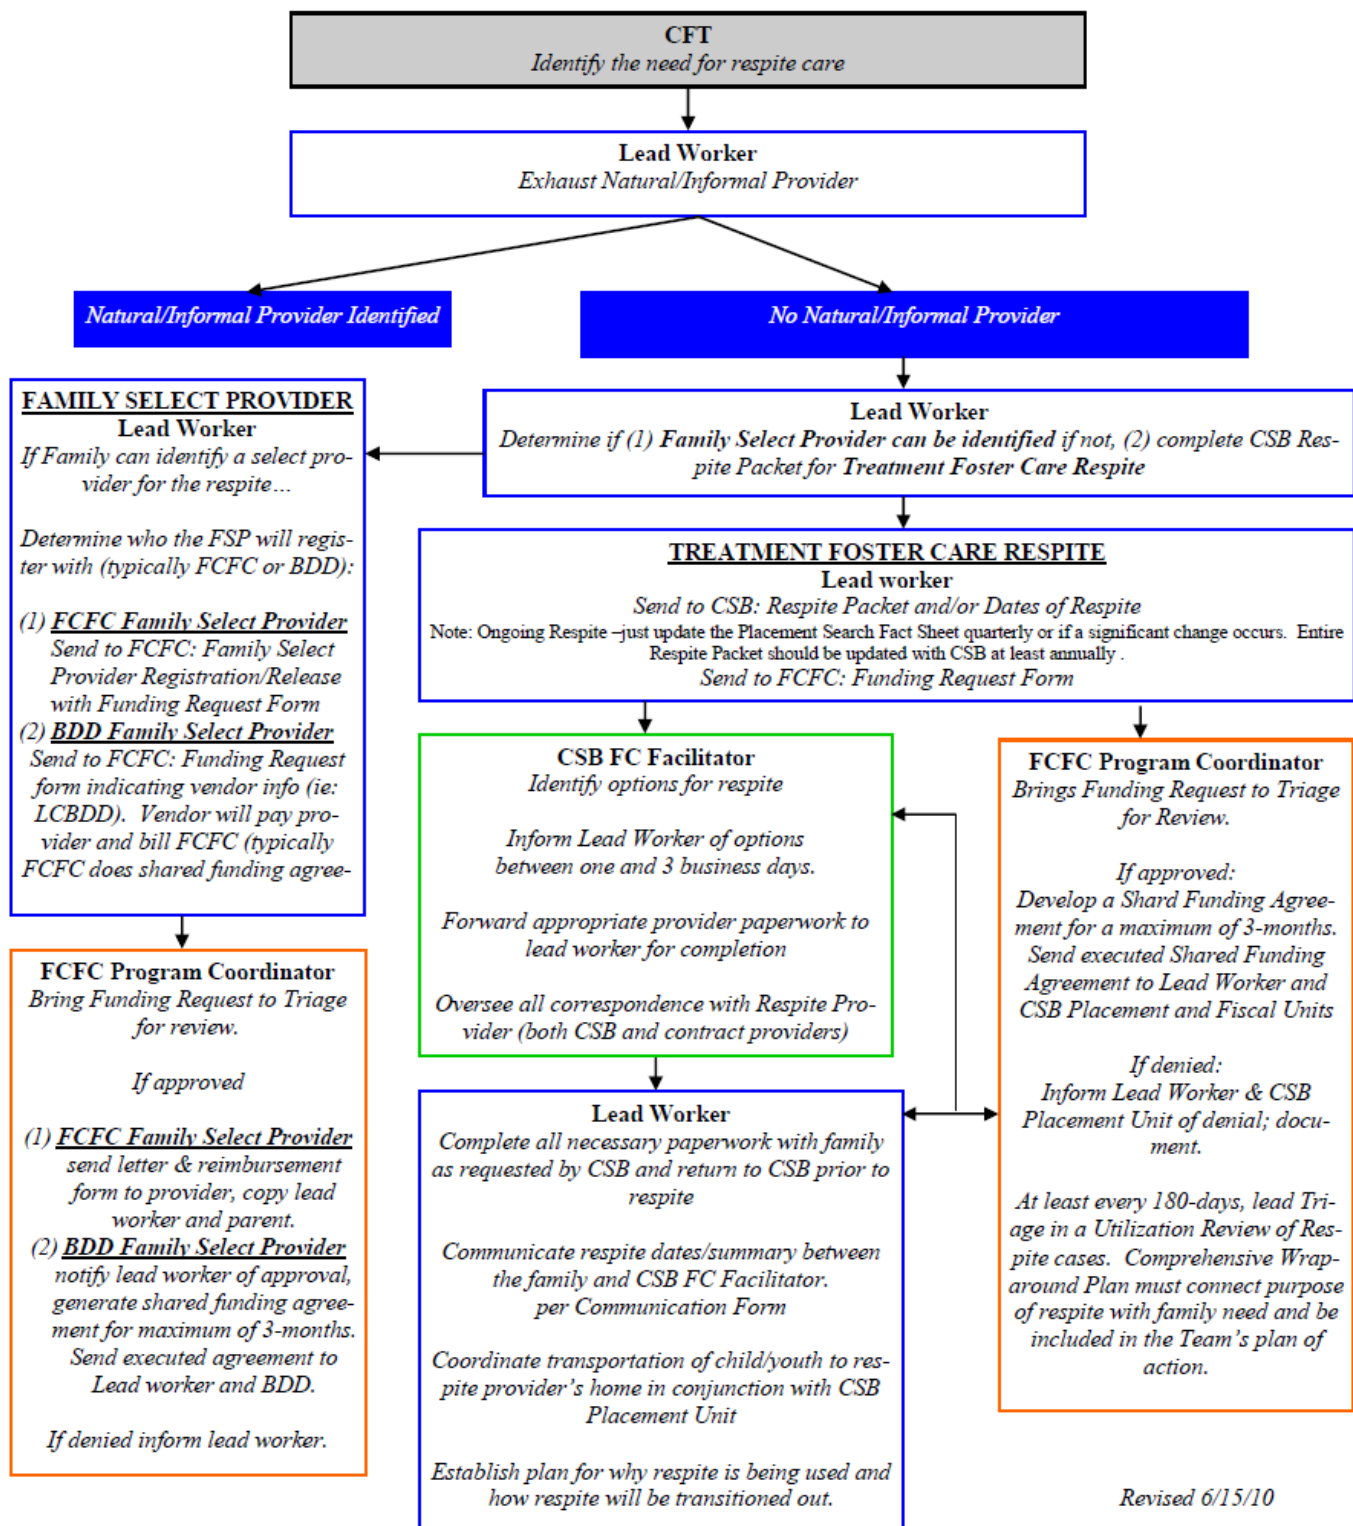 CFT
Identify the need for respite care
Lead Worker
Exhaust Natural/Informal Provider
Natural/Informal Provider Identified
No Natural/Informal Provider
FAMILY SELECT PROVIDER
Lead Worker
If Family can identify a select pro-
vider for the respite…
Determine who the FSP will regis-
ter with (typically FCFC or BDD):
(1) FCFC Family Select Provider
Send to FCFC: Family Select
Provider Registration/Release
with Funding Request Form
(2) BDD Family Select Provider
Send to FCFC: Funding Request
form indicating vendor info (ie:
LCBDD).  Vendor will pay pro-
vider and bill FCFC (typically
FCFC does shared funding agree-
Lead Worker
Determine if (1) Family Select Provider can be identified if not, (2) complete CSB Res-
pite Packet for Treatment Foster Care Respite
TREATMENT FOSTER CARE RESPITE
Lead worker
Send to CSB: Respite Packet and/or Dates of Respite
Note: Ongoing Respite –just update the Placement Search Fact Sheet quarterly or if a significant change occurs.  Entire
Respite Packet should be updated with CSB at least annually .
Send to FCFC: Funding Request Form
FCFC Program Coordinator
Bring Funding Request to Triage
for review.
If approved
(1) FCFC Family Select Provider
send letter & reimbursement
form to provider, copy lead
worker and parent.
(2) BDD Family Select Provider
notify lead worker of approval,
generate shared funding agree-
ment for maximum of 3-months.
Send executed agreement to
Lead worker and BDD.
If denied inform lead worker.
CSB FC Facilitator
Identify options for respite
Inform Lead Worker of options
between one and 3 business days.
Forward appropriate provider paperwork to
lead worker for completion
Oversee all correspondence with Respite Pro-
vider (both CSB and contract providers)
Lead Worker
Complete all necessary paperwork with family
as requested by CSB and return to CSB prior to
respite
Communicate respite dates/summary between
the family and CSB FC Facilitator.
per Communication Form
Coordinate transportation of child/youth to res-
pite provider's home in conjunction with CSB
Placement Unit
Establish plan for why respite is being used and
how respite will be transitioned out.
FCFC Program Coordinator
Brings Funding Request to Triage
for Review.
If approved:
Develop a Shard Funding Agree-
ment for a maximum of 3-months.
Send executed Shared Funding
Agreement to Lead Worker and
CSB Placement and Fiscal Units
If denied:
Inform Lead Worker & CSB
Placement Unit of denial; docu-
ment.
At least every 180-days, lead Tri-
age in a Utilization Review of Res-
pite cases.  Comprehensive Wrap-
around Plan must connect purpose
of respite with family need and be
included in the Team's plan of
action.
Revised 6/15/10